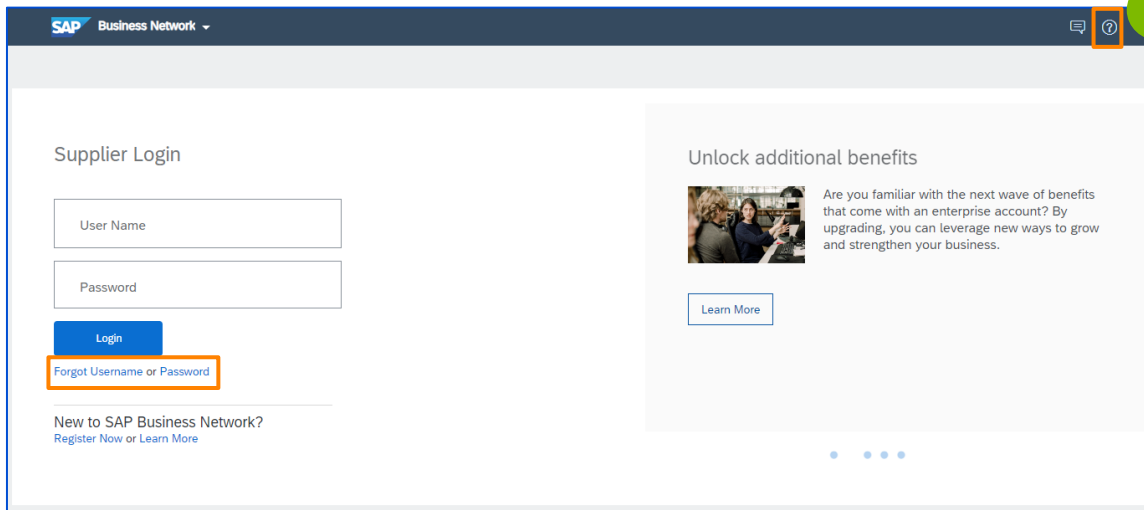 SAP Business Network
Supplier Login
User Name
Password
Login
Forgot Username or Password
New to SAP Business Network?
Register Now or Learn More
Unlock additional benefits
Are you familiar with the next wave of benefits
that come with an enterprise account? By
upgrading, you can leverage new ways to grow
and strengthen your business.
Learn More